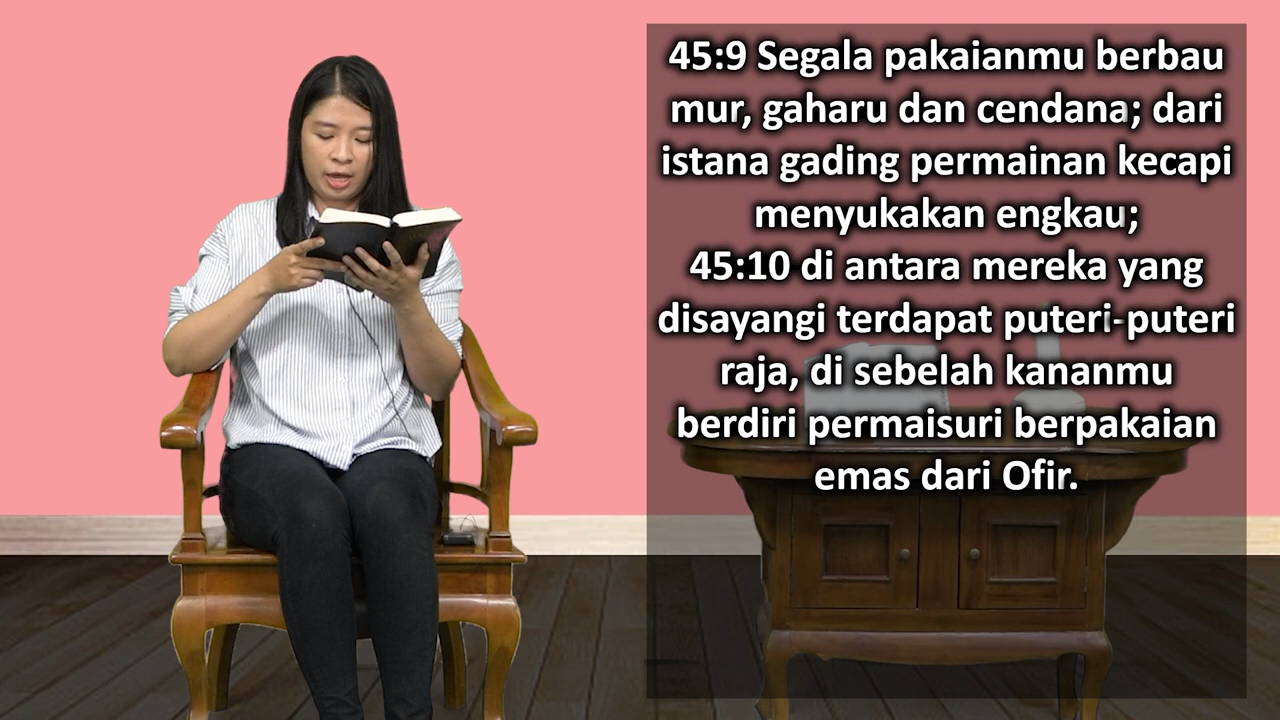 45:9 Segala pakaianmu berbau
mur, gaharu dan cendana; dari
istana gading permainan kecapi
menyukakan engkau;
45:10 di antara mereka yang
disayangi terdapat puteri-puteri
raja, di sebelah kananmu
berdiri permaisuri berpakaian
emas dari Ofir.